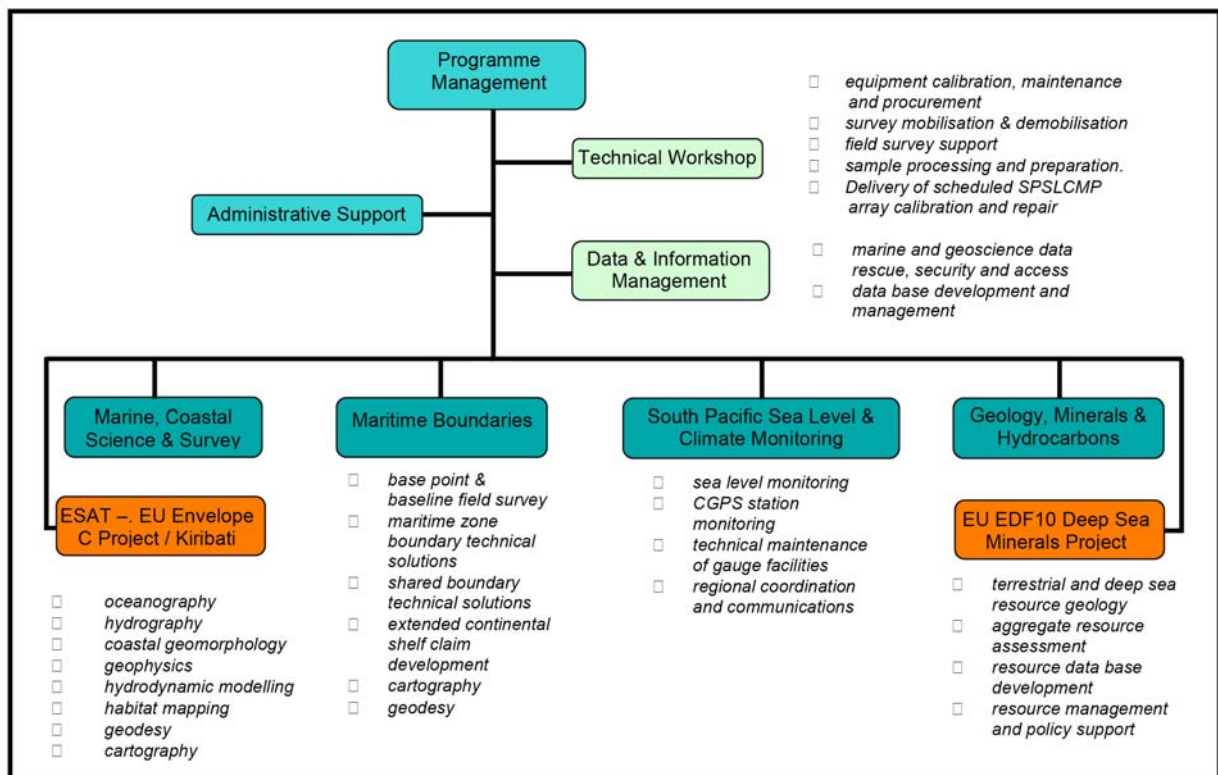 Programme
Management
Technical Workshop
Administrative Support
Data & Information
Management
equipment calibration, maintenance
and procurement
survey mobilisation & demobilisation
field survey support
sample processing and preparation.
Delivery of scheduled SPSLCMP
array calibration and repair
marine and geoscience data
rescue, security and access
data base development and
management
Marine, Coastal
Science & Survey
ESAT –. EU Envelope
C Project / Kiribati
oceanography
hydrography
coastal geomorphology
geophysics
hydrodynamic modelling
habitat mapping
geodesy
cartography
Maritime Boundaries
base point &
baseline field survey
maritime zone
boundary technical
solutions
shared boundary
technical solutions
extended continental
shelf claim
development
cartography
geodesy
South Pacific Sea Level &
Climate Monitoring
sea level monitoring
CGPS station
monitoring
technical maintenance
of gauge facilities
regional coordination
and communications
Geology, Minerals &
Hydrocarbons
EU EDF10 Deep Sea
Minerals Project
terrestrial and deep sea
resource geology
aggregate resource
assessment
resource data base
development
resource management
and policy support